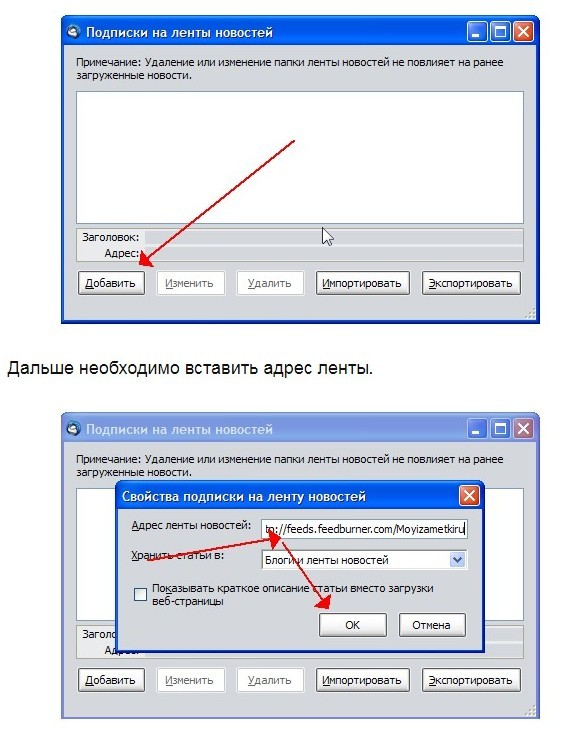 Подписки на ленты новостей
Примечание: Удаление или изменение папки ленты новостей не повлияет на ранее
загруженные новости.
Заголовок:
Адрес:
Добавить Изменить Удалить Импортировать Экспортировать
Дальше необходимо вставить адрес ленты.
Подписки на ленты новостей
Примечание: Удаление или изменение папки ленты новостей не повлияет на ранее
загруженные новости.
Свойства подписки на ленту новостей
Адрес ленты новостей: tp://feeds.feedburner.com/Moyizametkiru
Хранить статьи в: Блоги и ленты новостей
Показывать краткое описание статьи вместо загрузки
веб-страницы
OK Отмена
Заголо
Адр
Добавить Изменить Удалить Импортировать Экспортировать